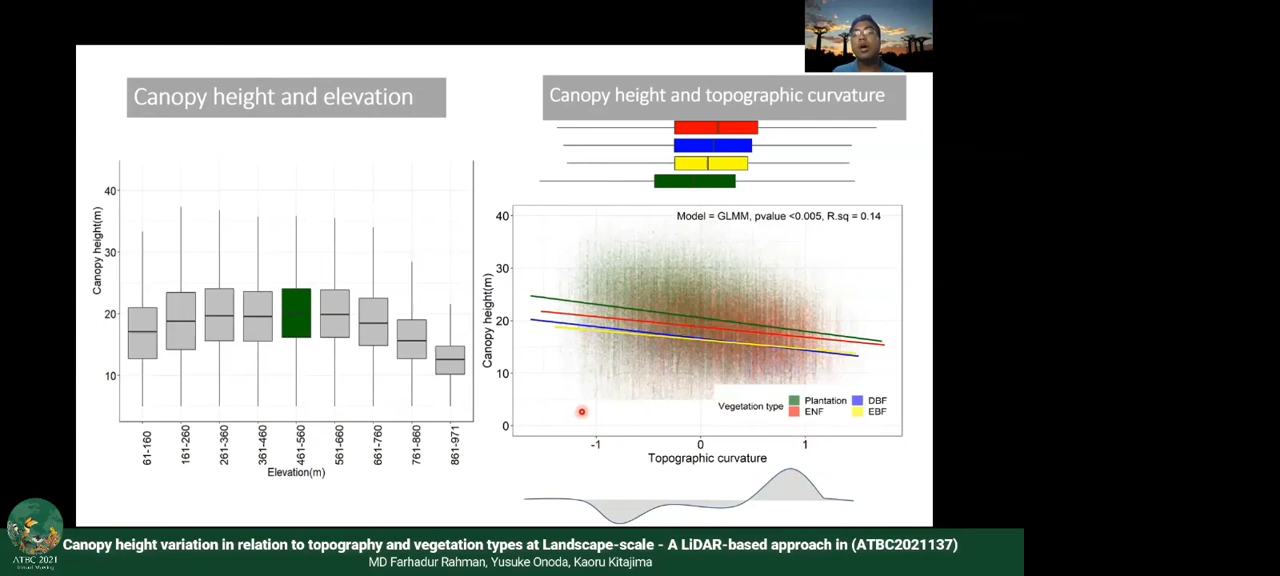 Canopy height and elevation
Canopy height(m)
40
30
20
10
61-160
161-260
261-360
361-460
461-560
561-660
661-760
761-860
861-971
Elevation(m)
Canopy height and topographic curvature
Model = GLMM, pvalue <0.005, R.sq = 0.14
Canopy height(m)
40
30
20
10
0
Vegetation type
Plantation
DBF
ENF
EBF
-1
0
1
Topographic curvature
ATBC 2021
Canopy height variation in relation to topography and vegetation types at Landscape-scale - A LiDAR-based approach in (ATBC2021137)
MD Farhadur Rahman, Yusuke Onoda, Kaoru Kitajima